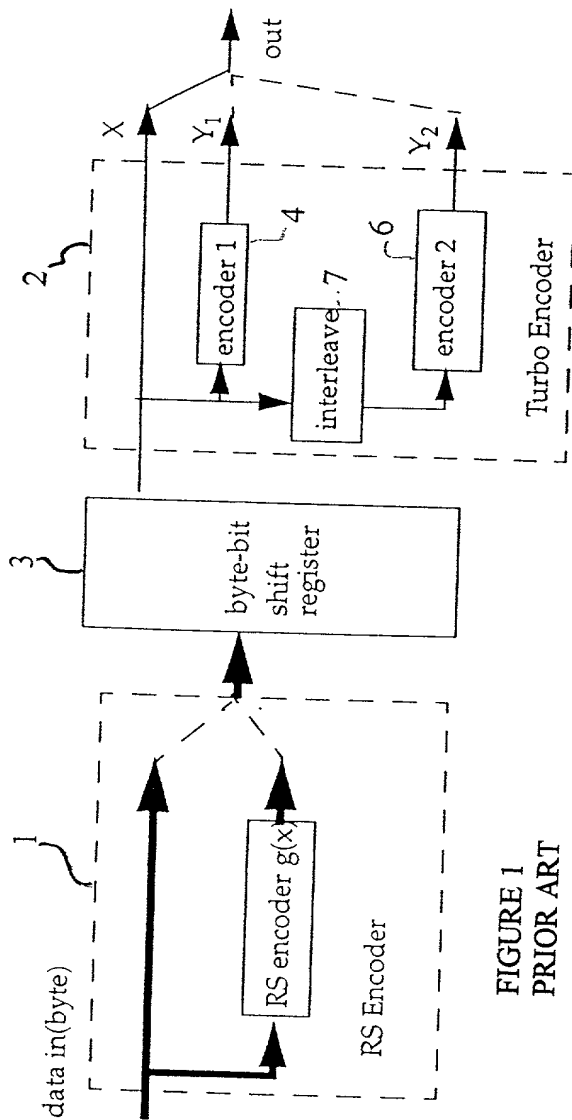 data in(byte)
1
RS encoder g(x)
RS Encoder
3
byte-bit
shift
register
2
X
Y1
Y2
out
encoder 1
4
interleave
7
encoder 2
6
Turbo Encoder
FIGURE 1
PRIOR ART